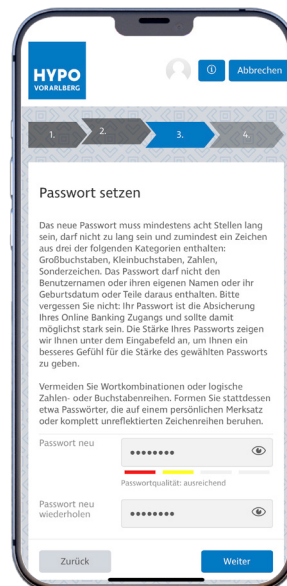 HYPO
VORARLBERG
Abbrechen
1.
2.
3.
4.
Passwort setzen
Das neue Passwort muss mindestens acht Stellen lang
sein, darf nicht zu lang sein und zumindest ein Zeichen
aus drei der folgenden Kategorien enthalten:
Großbuchstaben, Kleinbuchstaben, Zahlen,
Sonderzeichen. Das Passwort darf nicht den
Benutzernamen oder ihren eigenen Namen oder ihr
Geburtsdatum oder Teile daraus enthalten. Bitte
vergessen Sie nicht: Ihr Passwort ist die Absicherung
Ihres Online Banking Zugangs und sollte damit
möglichst stark sein. Die Stärke Ihres Passworts zeigen
wir Ihnen unter dem Eingabefeld an, um Ihnen ein
besseres Gefühl für die Stärke des gewählten Passworts
zu geben.
Vermeiden Sie Wortkombinationen oder logische
Zahlen- oder Buchstabenreihen. Formen Sie stattdessen
etwa Passwörter, die auf einem persönlichen Merksatz
oder komplett unreflektierten Zeichenreihen beruhen.
Passwort neu
Passwortqualität: ausreichend
Passwort neu
wiederholen
Zurück
Weiter